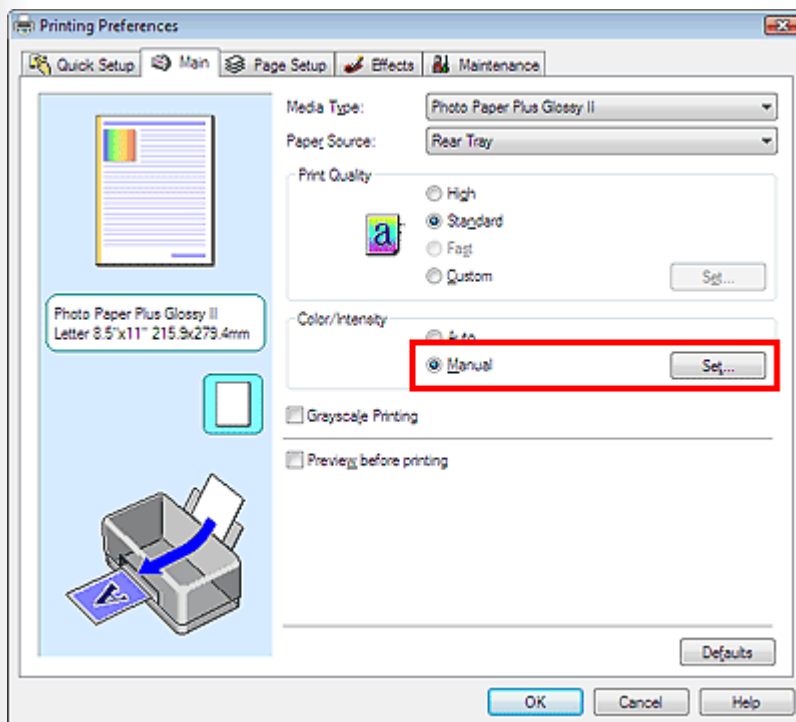 Printing Preferences
Quick Setup Main Page Setup Effects Maintenance
Media Type: Photo Paper Plus Glossy II
Paper Source: Rear Tray
Print Quality
High
Standard
Fast
Custom Set...
Photo Paper Plus Glossy II
Letter 8.5"x11" 215.9x279.4mm
Color/Intensity
Auto
Manual Set...
Grayscale Printing
Preview before printing
a
A
Defaults
OK Cancel Help